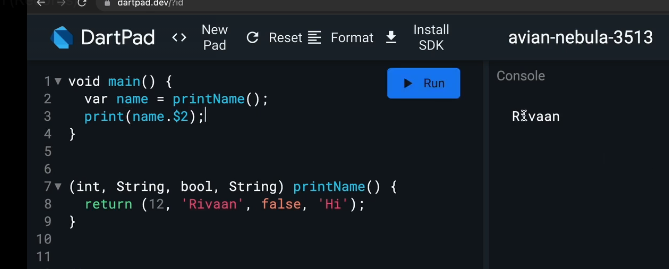 dartpad.dev/?id
DartPad
<>
New Pad
Reset
Format
Install SDK
avian-nebula-3513
1 void main() {
2   var name = printName();
3   print(name.$2);
4 }
5
6
7 (int, String, bool, String) printName() {
8   return (12, 'Rivaan', false, 'Hi');
9 }
10
11
Run
Console
Rivaan